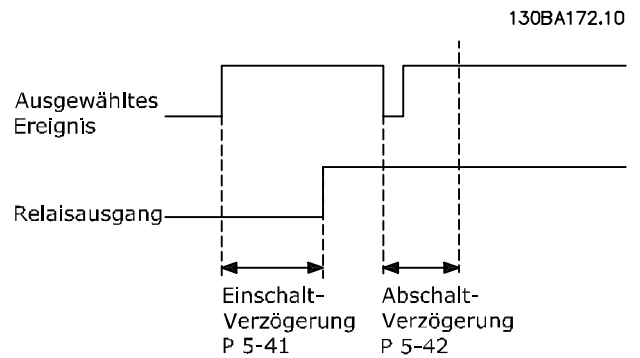 130BA172.10
Ausgewähltes
Ereignis
Relaisausgang
Einschalt-
Verzögerung
P 5-41
Abschalt-
Verzögerung
P 5-42